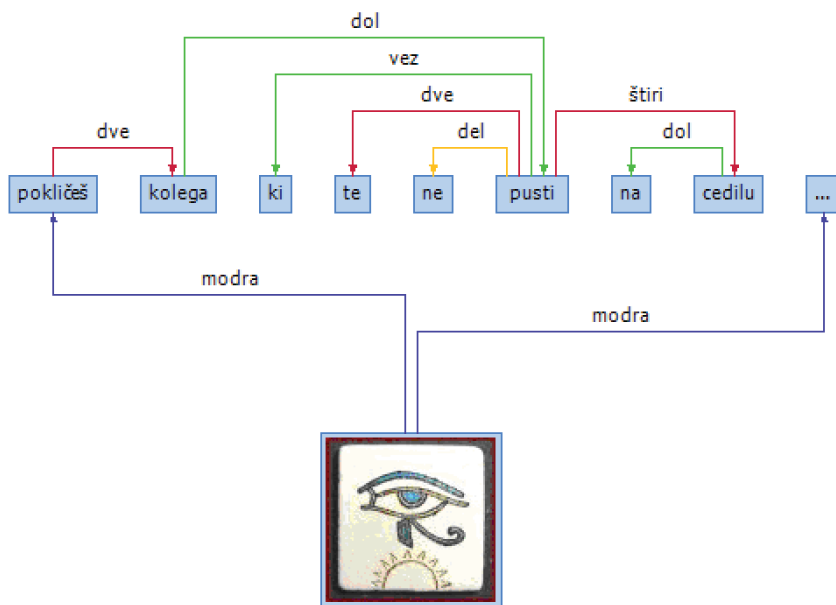 dol
vez
dve štiri
dve del dol
pokličeš kolega ki te ne pusti na cedilu ...
modra
modra